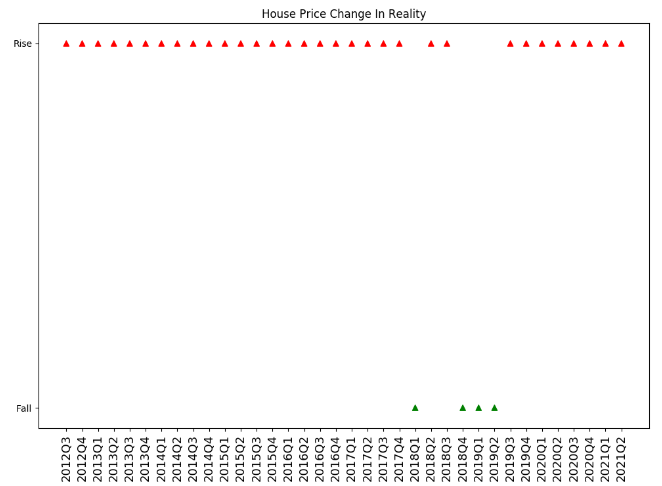 House Price Change In Reality
Rise
Fall
2012Q3
2012Q4
2013Q1
2013Q2
2013Q3
2013Q4
2014Q1
2014Q2
2014Q3
2014Q4
2015Q1
2015Q2
2015Q3
2015Q4
2016Q1
2016Q2
2016Q3
2016Q4
2017Q1
2017Q2
2017Q3
2017Q4
2018Q1
2018Q2
2018Q3
2018Q4
2019Q1
2019Q2
2019Q3
2019Q4
2020Q1
2020Q2
2020Q3
2020Q4
2021Q1
2021Q2